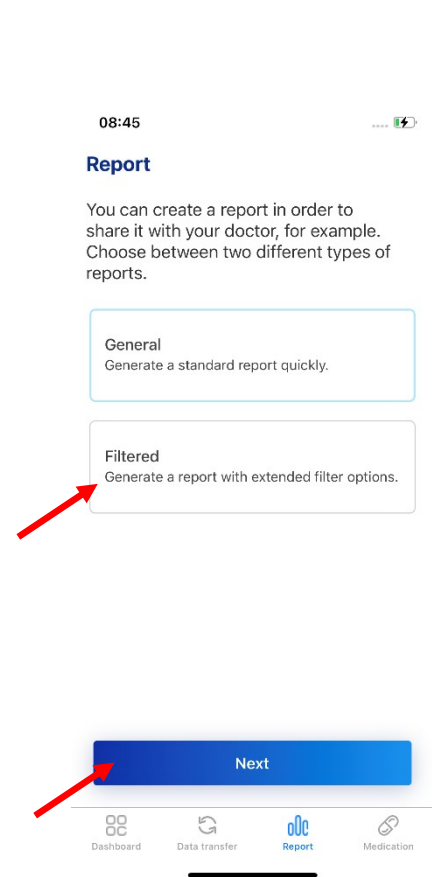 08:45
Report
You can create a report in order to
share it with your doctor, for example.
Choose between two different types of
reports.
General
Generate a standard report quickly.
Filtered
Generate a report with extended filter options.
Next
Dashboard Data transfer Report Medication